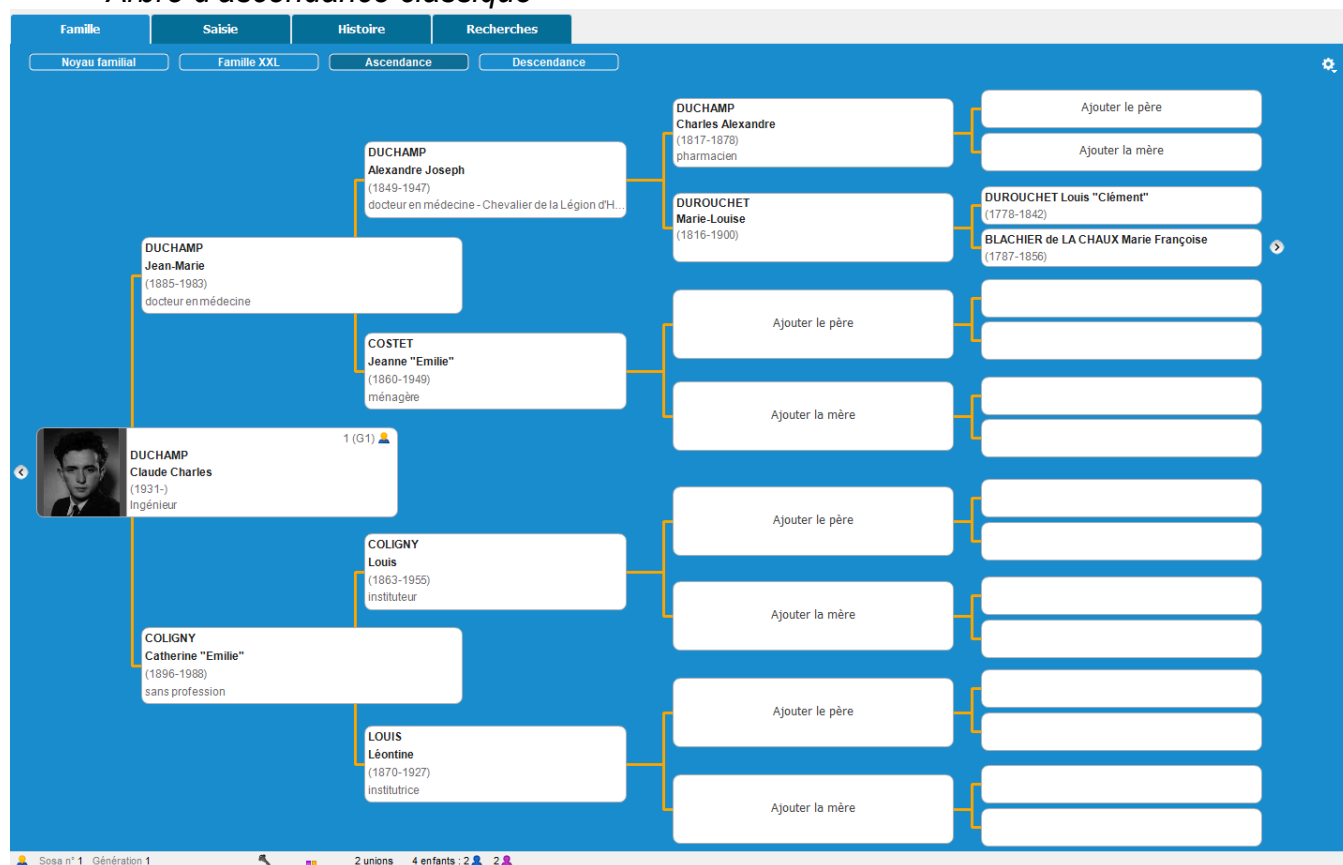 Arbre d'ascendance classique
Famille
Saisie
Histoire
Recherches
Noyau familial
Famille XXL
Ascendance
Descendance
DUCHAMP
Charles Alexandre
(1817-1878)
pharmacien
Ajouter le père
Ajouter la mère
DUCHAMP
Alexandre Joseph
(1849-1947)
docteur en médecine - Chevalier de la Légion d'H...
DUROUCHET
Marie-Louise
(1816-1900)
DUROUCHET Louis "Clément"
(1778-1842)
BLACHIER de LA CHAUX Marie Françoise
(1787-1856)
DUCHAMP
Jean-Marie
(1885-1983)
docteur en médecine
Ajouter le père
COSTET
Jeanne "Emilie"
(1860-1949)
ménagère
Ajouter la mère
1 (G1)
DUCHAMP
Claude Charles
(1931-)
Ingénieur
Ajouter le père
COLIGNY
Louis
(1863-1955)
instituteur
Ajouter la mère
COLIGNY
Catherine "Emilie"
(1896-1988)
sans profession
Ajouter le père
LOUIS
Léontine
(1870-1927)
institutrice
Ajouter la mère
Sosa n° 1 Génération 1 2 unions 4 enfants : 2 2